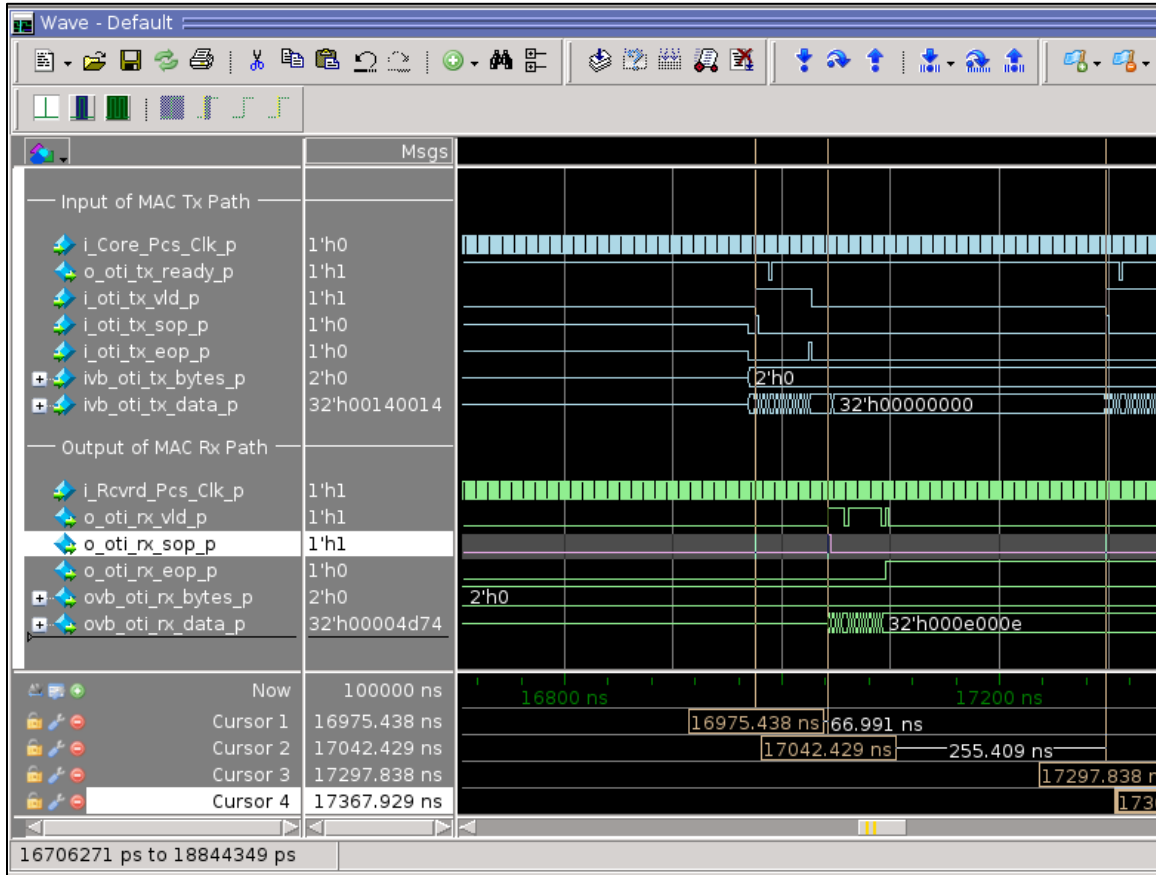 Wave - Default
Msgs
Input of MAC Tx Path
i_Core_Pcs_Clk_p 1'h0
o_oti_tx_ready_p 1'h1
i_oti_tx_vld_p 1'h1
i_oti_tx_sop_p 1'h0
i_oti_tx_eop_p 1'h0
ivb_oti_tx_bytes_p 2'h0 2'h0
ivb_oti_tx_data_p 32'h00140014 32'h00000000
Output of MAC Rx Path
i_Rcvrd_Pcs_Clk_p 1'h1
o_oti_rx_vld_p 1'h1
o_oti_rx_sop_p 1'h1
o_oti_rx_eop_p 1'h0
ovb_oti_rx_bytes_p 2'h0 2'h0
ovb_oti_rx_data_p 32'h00004d74 32'h000e000e
Now 100000 ns 16800 ns 17200 ns
Cursor 1 16975.438 ns 16975.438 ns 66.991 ns
Cursor 2 17042.429 ns 17042.429 ns 255.409 ns
Cursor 3 17297.838 ns 17297.838 n
Cursor 4 17367.929 ns 173
16706271 ps to 18844349 ps